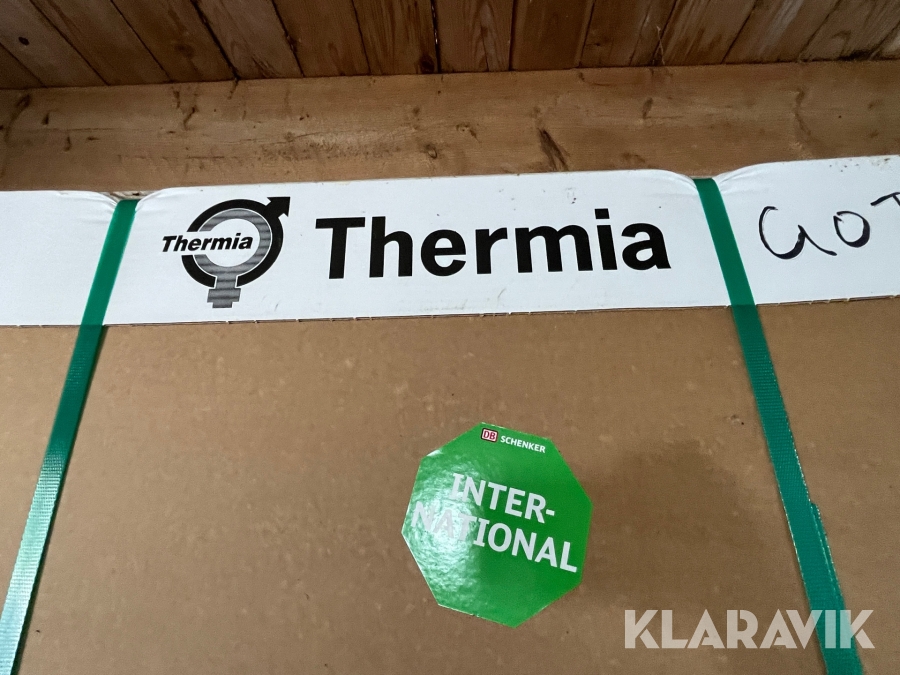 Thermia
Thermia
GOT
DB SCHENKER
INTER-
NATIONAL
KLARAVIK